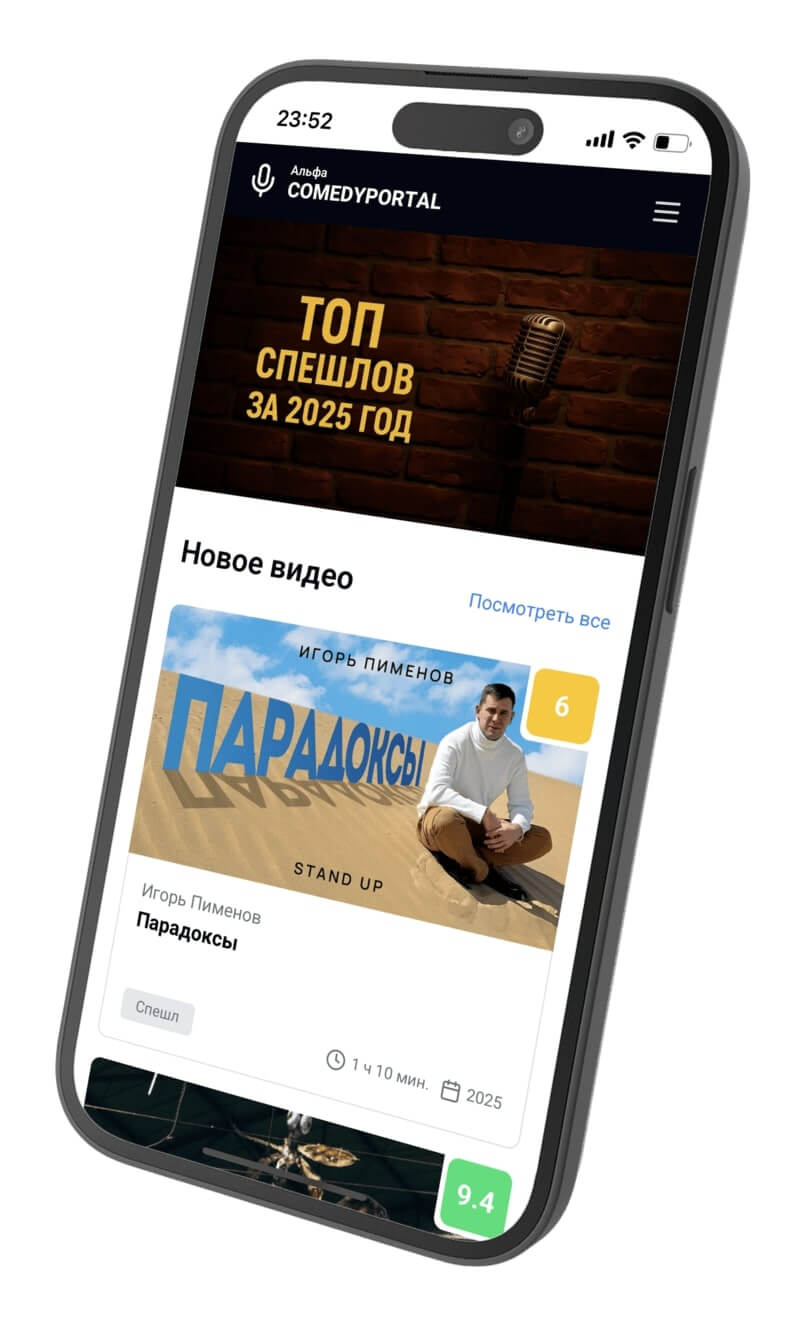 23:52
Альфа
COMEDYPORTAL
ТОП
СПЕШЛОВ
ЗА 2025 ГОД
Новое видео
Посмотреть все
ИГОРЬ ПИМЕНОВ
6
ПАРАДОКСЫ
STAND UP
Игорь Пименов
Парадоксы
Спешл
1 ч 10 мин.
2025
9.4